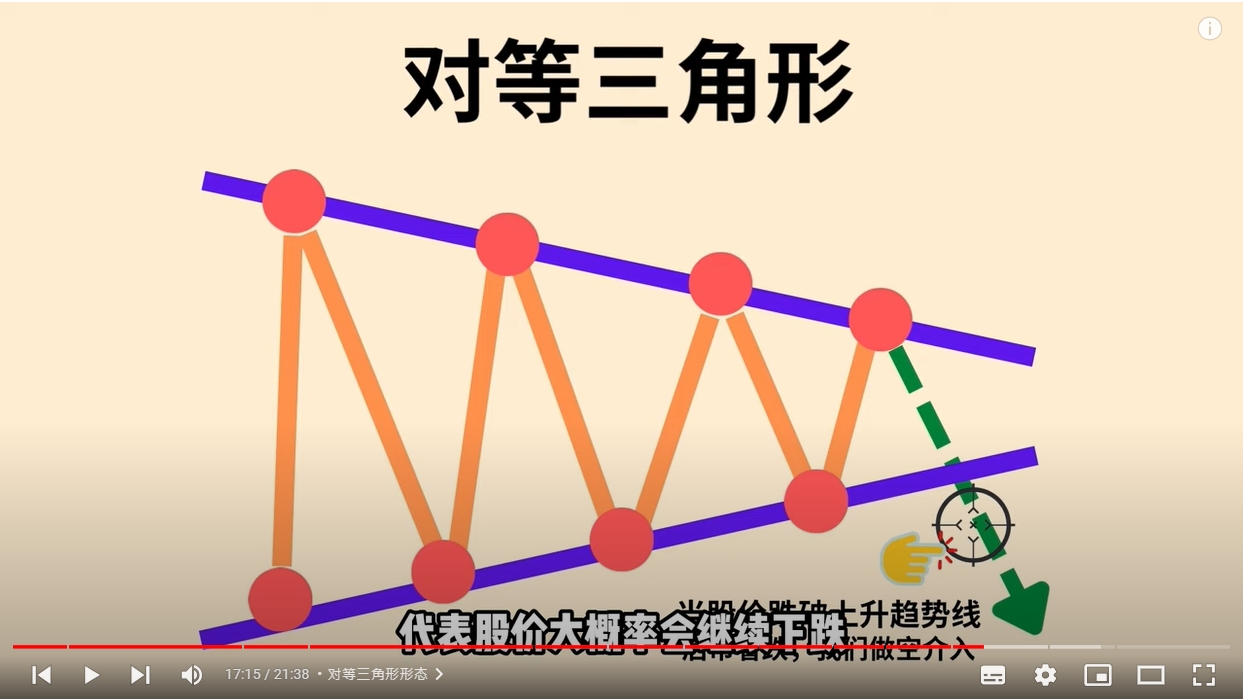 对等三角形
当股价跌破上升趋势线
代表股价大概率会继续下跌
我们做空介入
17:15 / 21:38 • 对等三角形形态